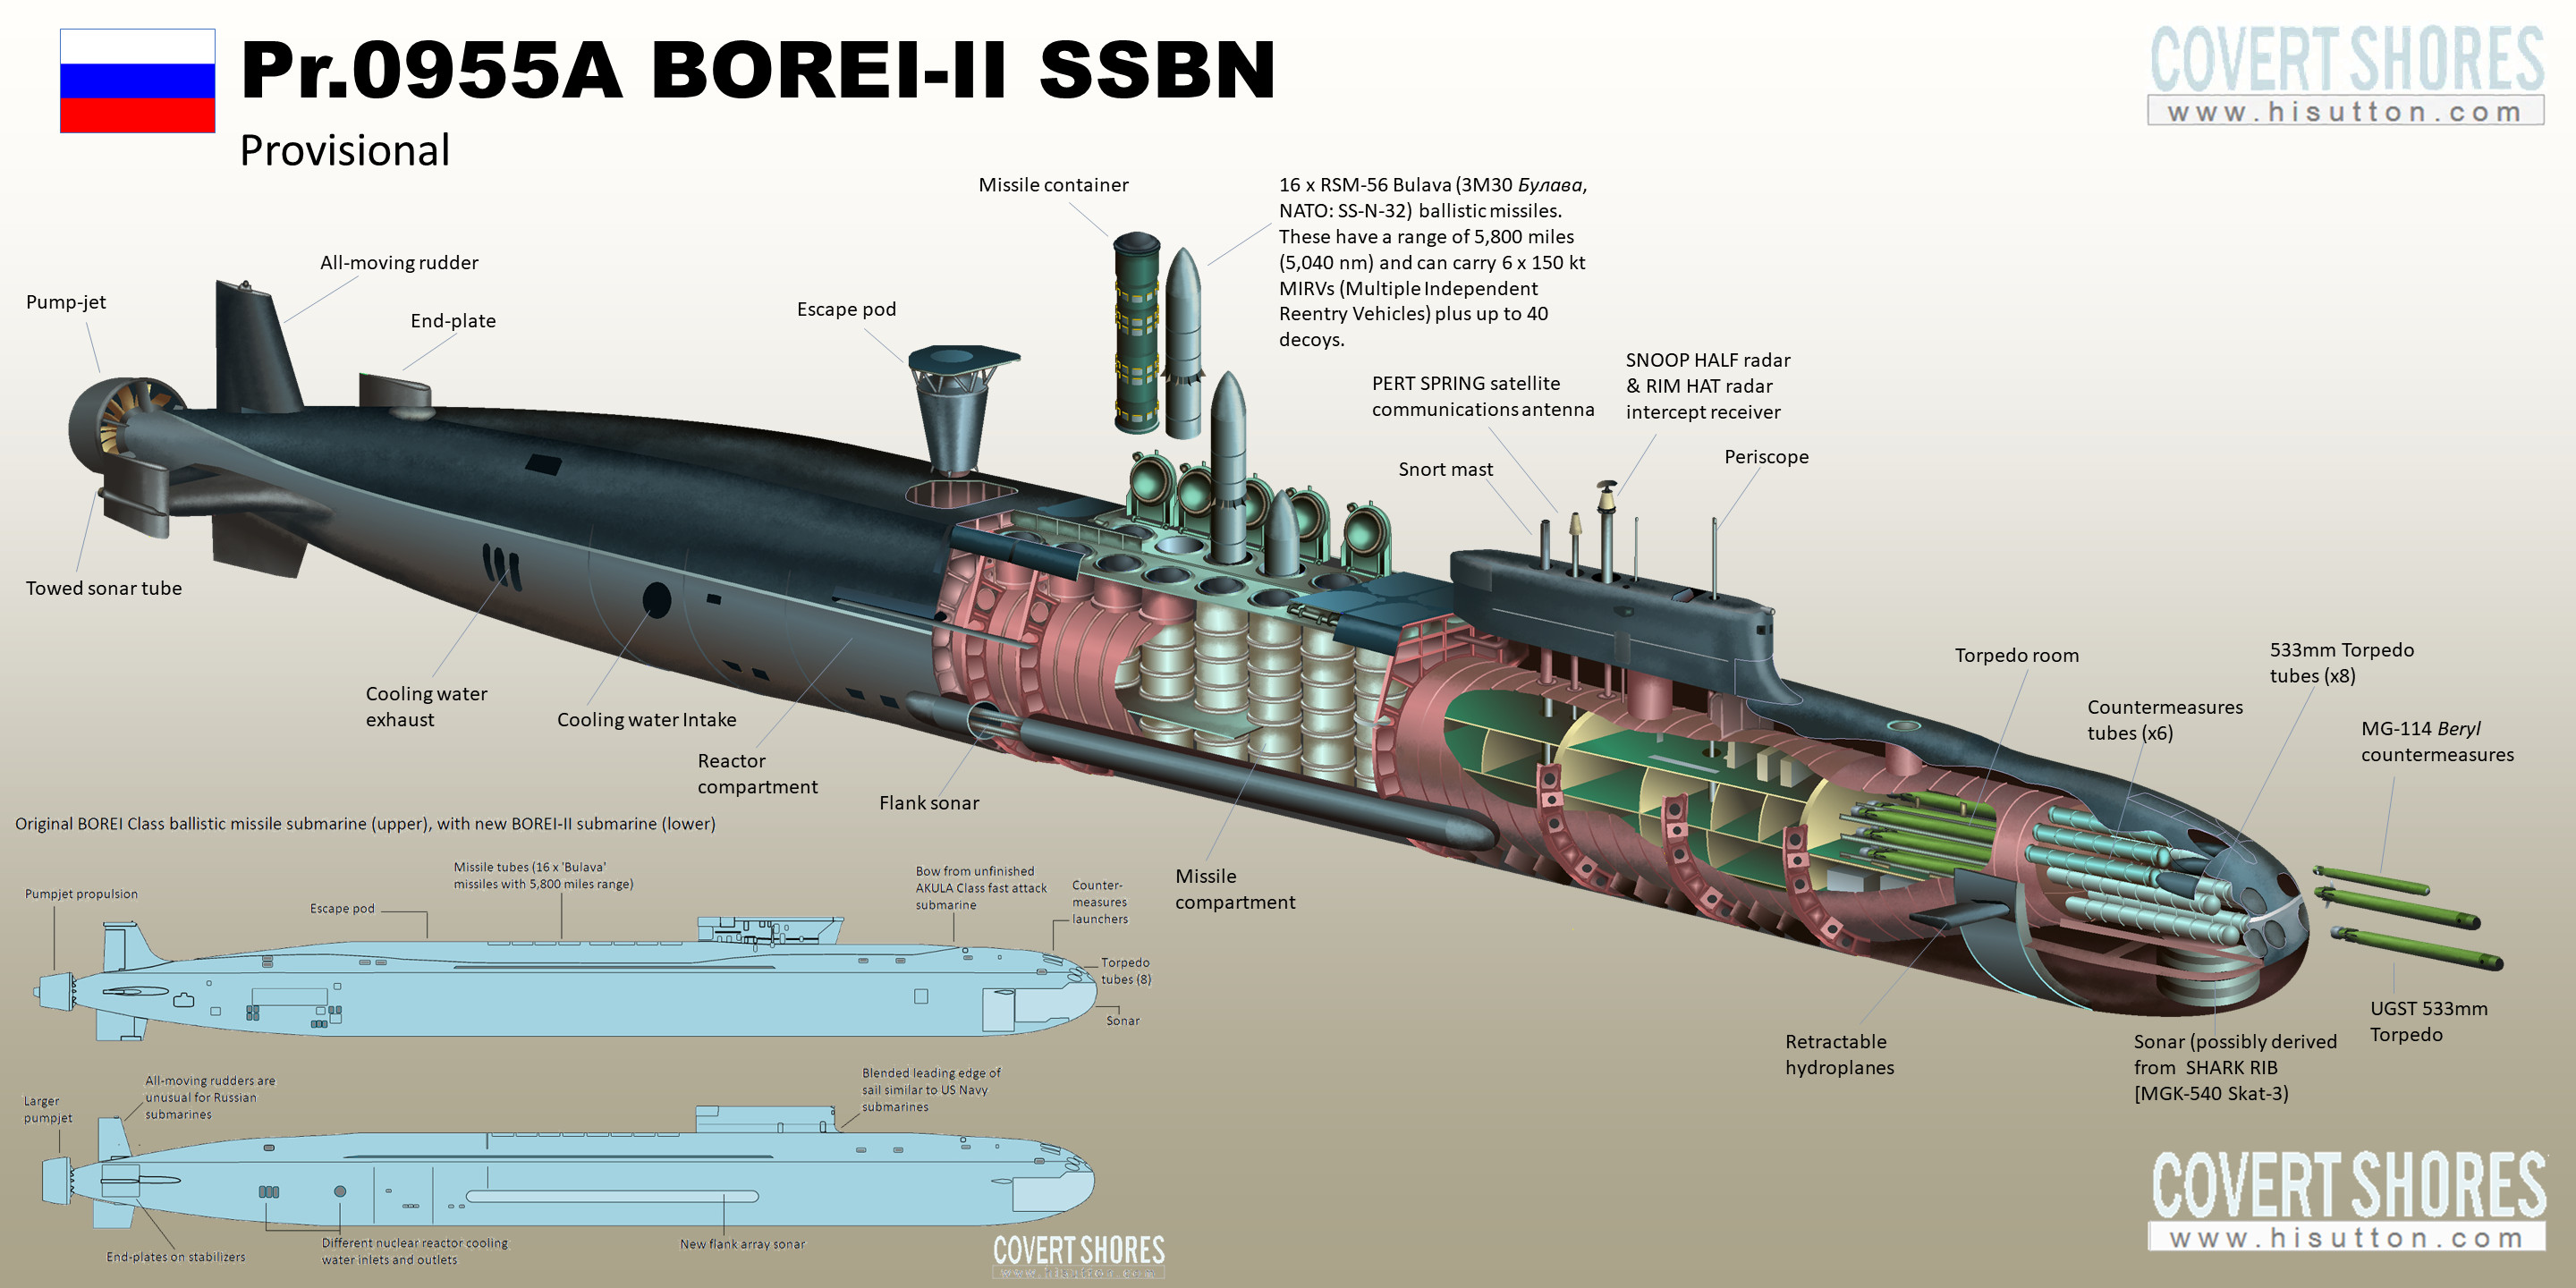 Pr.0955A BOREI-II SSBN
Provisional
COVERT SHORES
www.hisutton.com
Missile container
16 x RSM-56 Bulava (3M30 Булава,
NATO: SS-N-32) ballistic missiles.
These have a range of 5,800 miles
(5,040 nm) and can carry 6 x 150 kt
MIRVs (Multiple Independent
Reentry Vehicles) plus up to 40
decoys.
All-moving rudder
Pump-jet
End-plate
Escape pod
PERT SPRING satellite
communications antenna
SNOOP HALF radar
& RIM HAT radar
intercept receiver
Snort mast
Periscope
Towed sonar tube
Cooling water
exhaust
Cooling water Intake
Reactor
compartment
Flank sonar
Missile
compartment
Torpedo room
533mm Torpedo
tubes (x8)
Countermeasures
tubes (x6)
MG-114 Beryl
countermeasures
Retractable
hydroplanes
Sonar (possibly derived
from SHARK RIB
[MGK-540 Skat-3)
UGST 533mm
Torpedo
Original BOREI Class ballistic missile submarine (upper), with new BOREI-II submarine (lower)
Pumpjet propulsion
Escape pod
Missile tubes (16 x 'Bulava'
missiles with 5,800 miles range)
Bow from unfinished
AKULA Class fast attack
submarine
Counter-
measures
launchers
Torpedo
tubes (8)
Sonar
Larger
pumpjet
All-moving rudders are
unusual for Russian
submarines
Blended leading edge of
sail similar to US Navy
submarines
End-plates on stabilizers
Different nuclear reactor cooling
water inlets and outlets
New flank array sonar
COVERT SHORES
www.hisutton.com
COVERT SHORES
www.hisutton.com